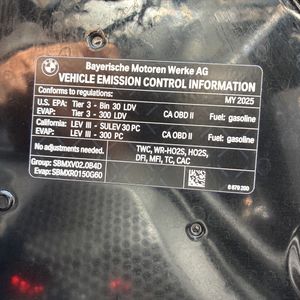 BMW
Bayerische Motoren Werke AG
VEHICLE EMISSION CONTROL INFORMATION
Conforms to regulations: MY 2025
U.S. EPA: Tier 3 - Bin 30 LDV Fuel: gasoline
EVAP: Tier 3 - 300 LDV CA OBD II
California: LEV III - SULEV 30 PC Fuel: gasoline
EVAP: LEV III - 300 PC CA OBD II
No adjustments needed. TWC, WR-HO2S, HO2S,
DFI, MFI, TC, CAC
Group: SBMXV02.0B4D
Evap: SBMXR0150G60